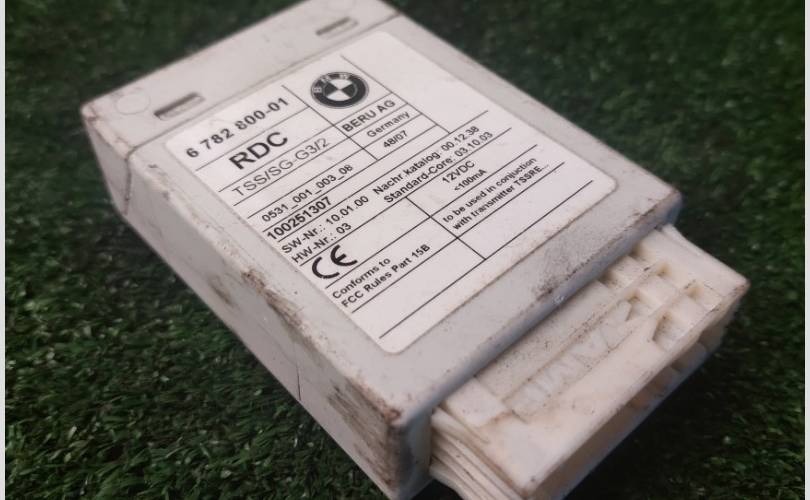 6 782 800-01
BMW
RDC
BERU AG
TSS/SG-G3/2
Germany
48/07
0531_001_003_08
100251307
SW-Nr.: 10.01.00 Nachr.katalog: 00.12.38
HW-Nr.: 03 Standard-Core: 03.10.03
12VDC
<100mA
CE
Conforms to
FCC Rules Part 15B
to be used in conjuction
with transmitter TSSRE...